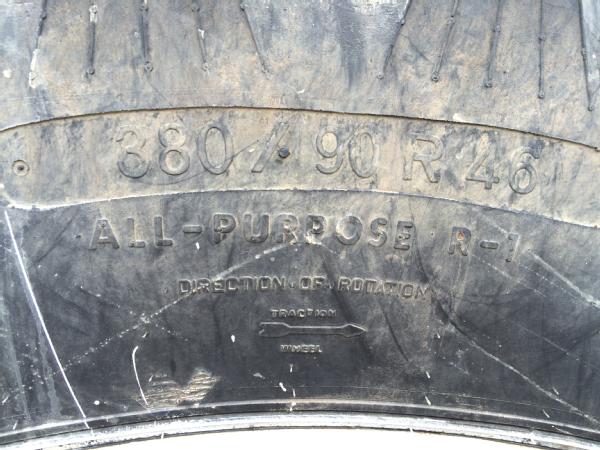 380 / 90 R 46
ALL-PURPOSE R-1
DIRECTION OF ROTATION
TRACTION
WHEEL